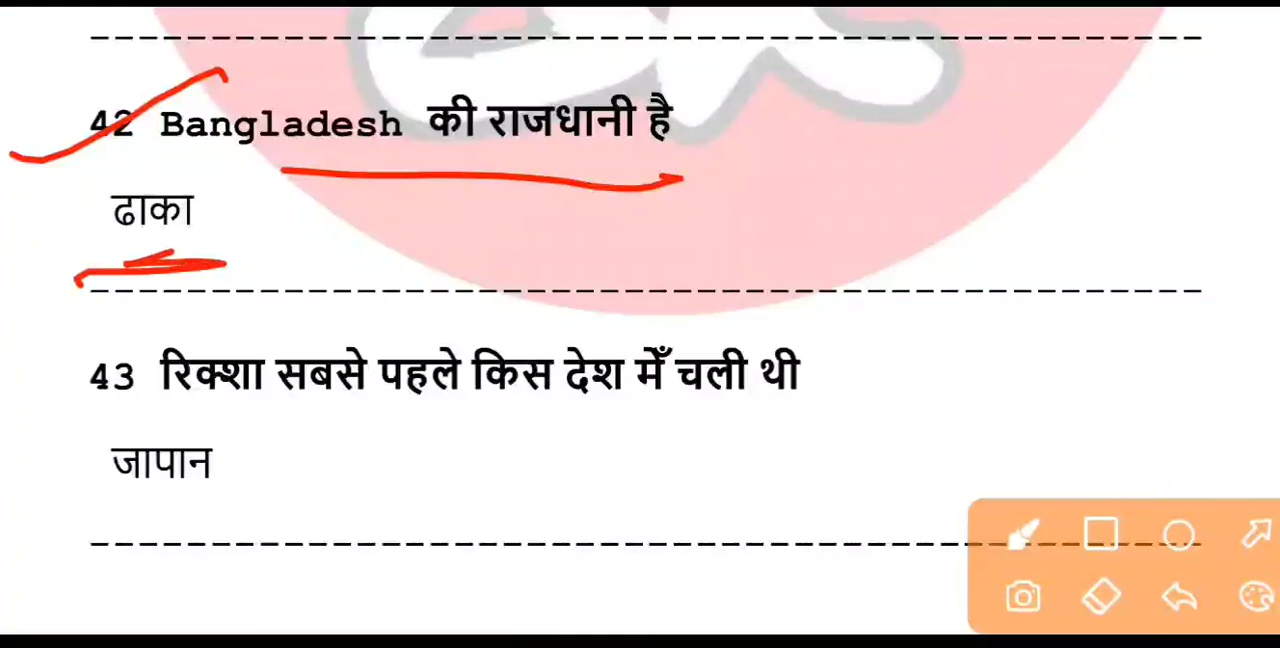 42 Bangladesh की राजधानी है
ढाका
43 रिक्शा सबसे पहले किस देश मेँ चली थी
जापान